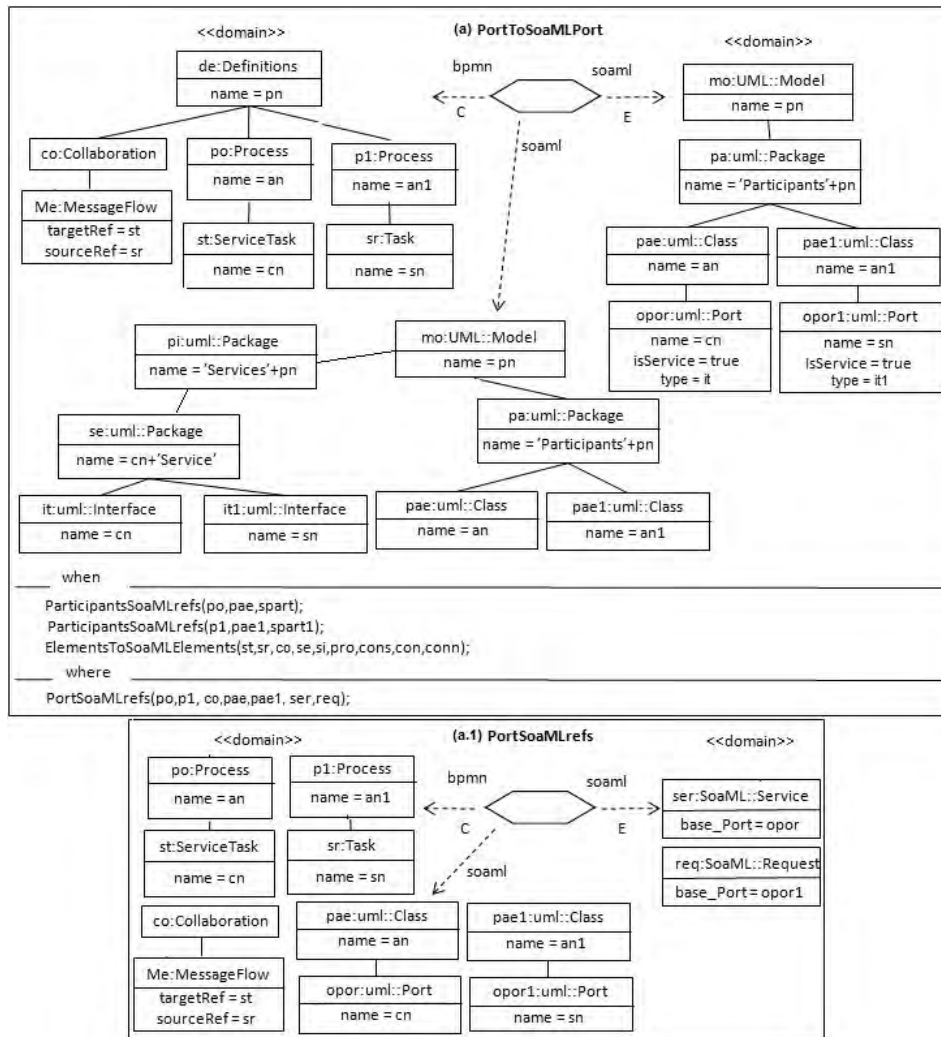 (a) PortToSoaMLPort
<<domain>>
<<domain>>
de:Definitions
name = pn
bpmn
soaml
C
E
soaml
mo:UML::Model
name = pn
co:Collaboration
po:Process
name = an
p1:Process
name = an1
pa:uml::Package
name = 'Participants'+pn
Me:MessageFlow
targetRef = st
sourceRef = sr
st:ServiceTask
name = cn
sr:Task
name = sn
pae:uml::Class
name = an
pae1:uml::Class
name = an1
opor:uml::Port
name = cn
isService = true
type = it
opor1:uml::Port
name = sn
IsService = true
type = it1
pi:uml::Package
name = 'Services'+pn
mo:UML::Model
name = pn
se:uml::Package
name = cn+'Service'
pa:uml::Package
name = 'Participants'+pn
it:uml::Interface
name = cn
it1:uml::Interface
name = sn
pae:uml::Class
name = an
pae1:uml::Class
name = an1
when
ParticipantsSoaMLrefs(po,pae,spart);
ParticipantsSoaMLrefs(p1,pae1,spart1);
ElementsToSoaMLElements(st,sr,co,se,si,pro,cons,con,conn);
where
PortSoaMLrefs(po,p1, co,pae,pae1, ser,req);
(a.1) PortSoaMLrefs
<<domain>>
<<domain>>
po:Process
name = an
p1:Process
name = an1
bpmn
soaml
C
E
soaml
ser:SoaML::Service
base_Port = opor
st:ServiceTask
name = cn
sr:Task
name = sn
req:SoaML::Request
base_Port = opor1
co:Collaboration
pae:uml::Class
name = an
pae1:uml::Class
name = an1
Me:MessageFlow
targetRef = st
sourceRef = sr
opor:uml::Port
name = cn
opor1:uml::Port
name = sn